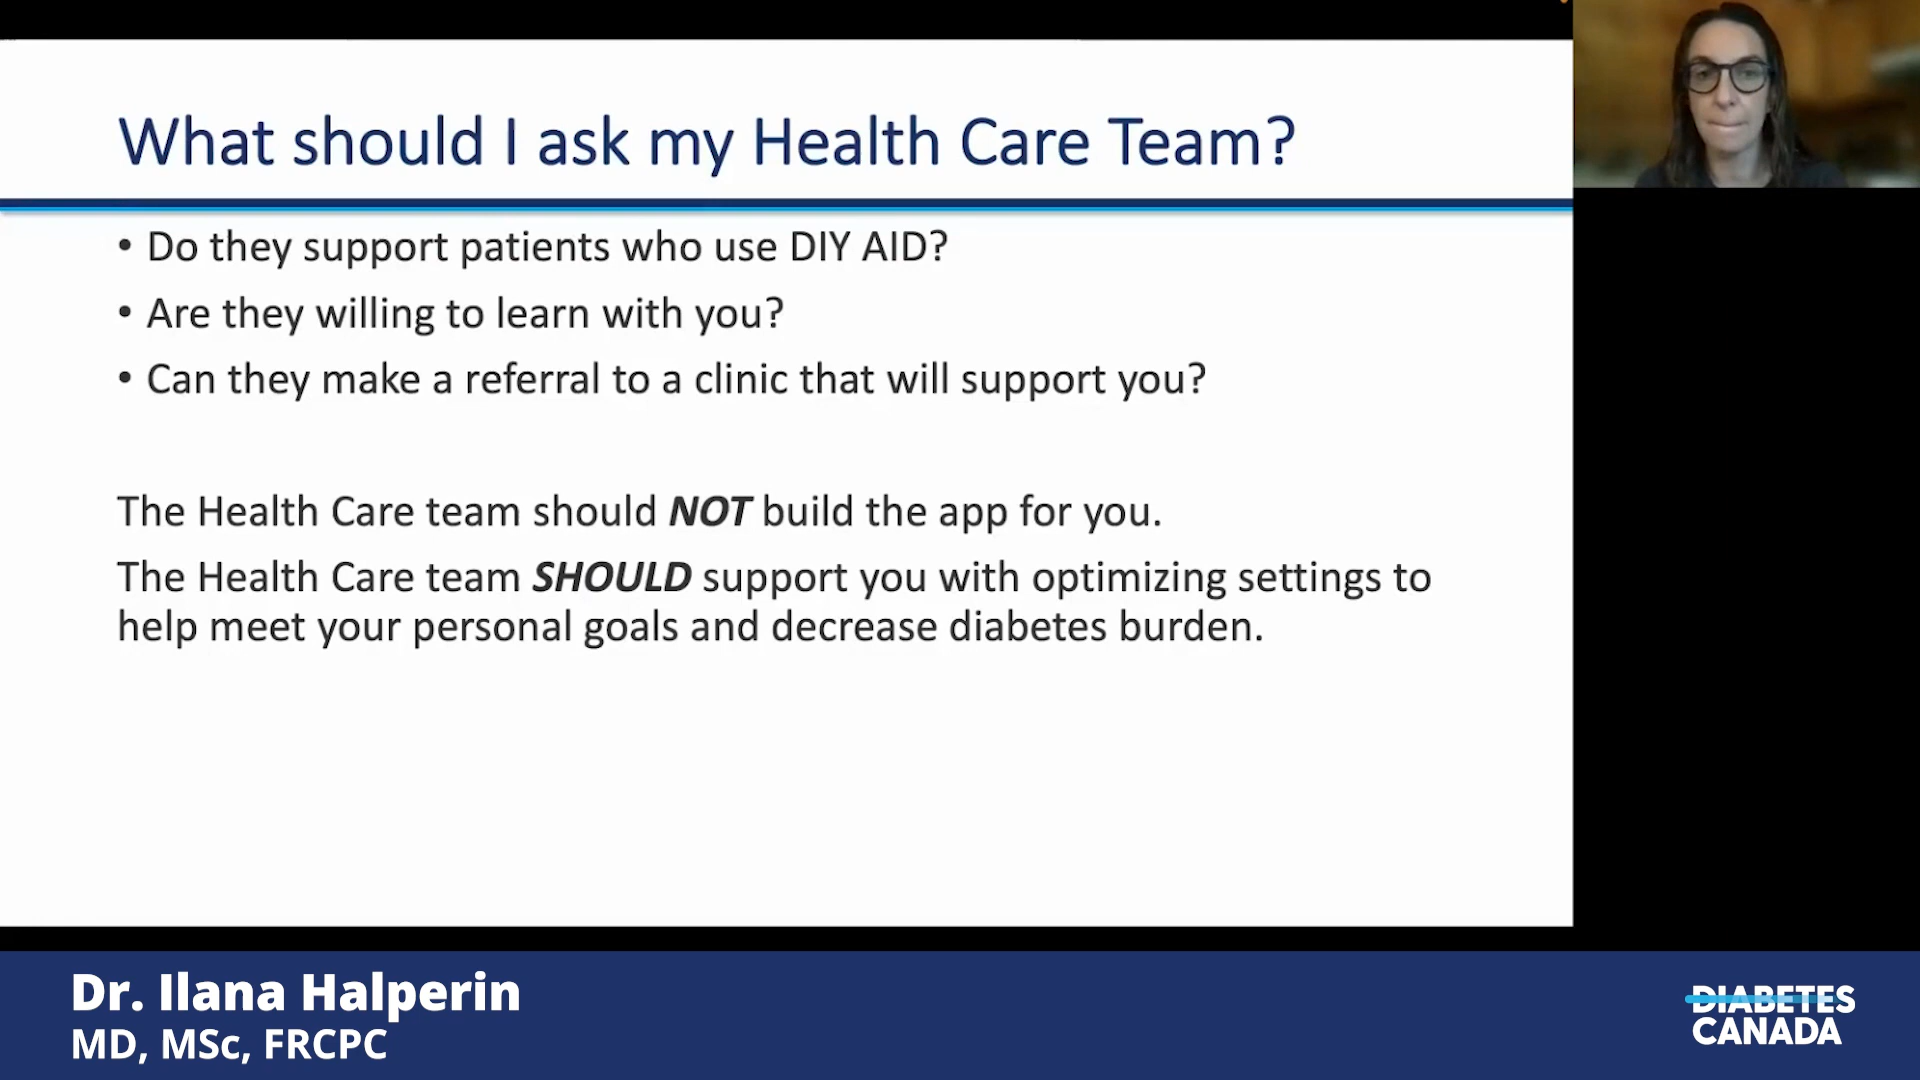 What should I ask my Health Care Team?
• Do they support patients who use DIY AID?
• Are they willing to learn with you?
• Can they make a referral to a clinic that will support you?
The Health Care team should NOT build the app for you.
The Health Care team SHOULD support you with optimizing settings to
help meet your personal goals and decrease diabetes burden.
Dr. Ilana Halperin
MD, MSc, FRCPC
DIABETES
CANADA